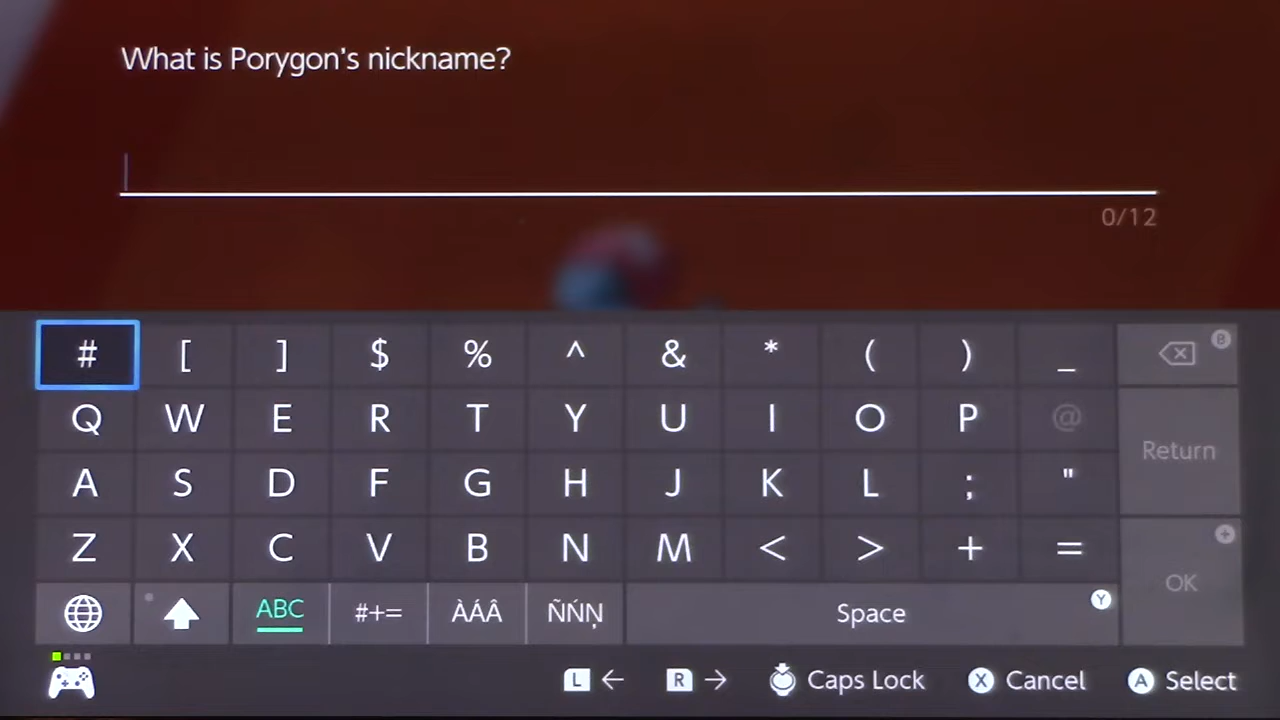 What is Porygon's nickname?
0/12
# [ ] $ % ^ & * ( ) _ B
Q W E R T Y U I O P @
Return
A S D F G H J K L ; "
Z X C V B N M < > + =
OK
ABC #+= ÀÁÂ ÑŃŅ Space Y
L ← R → Caps Lock X Cancel A Select